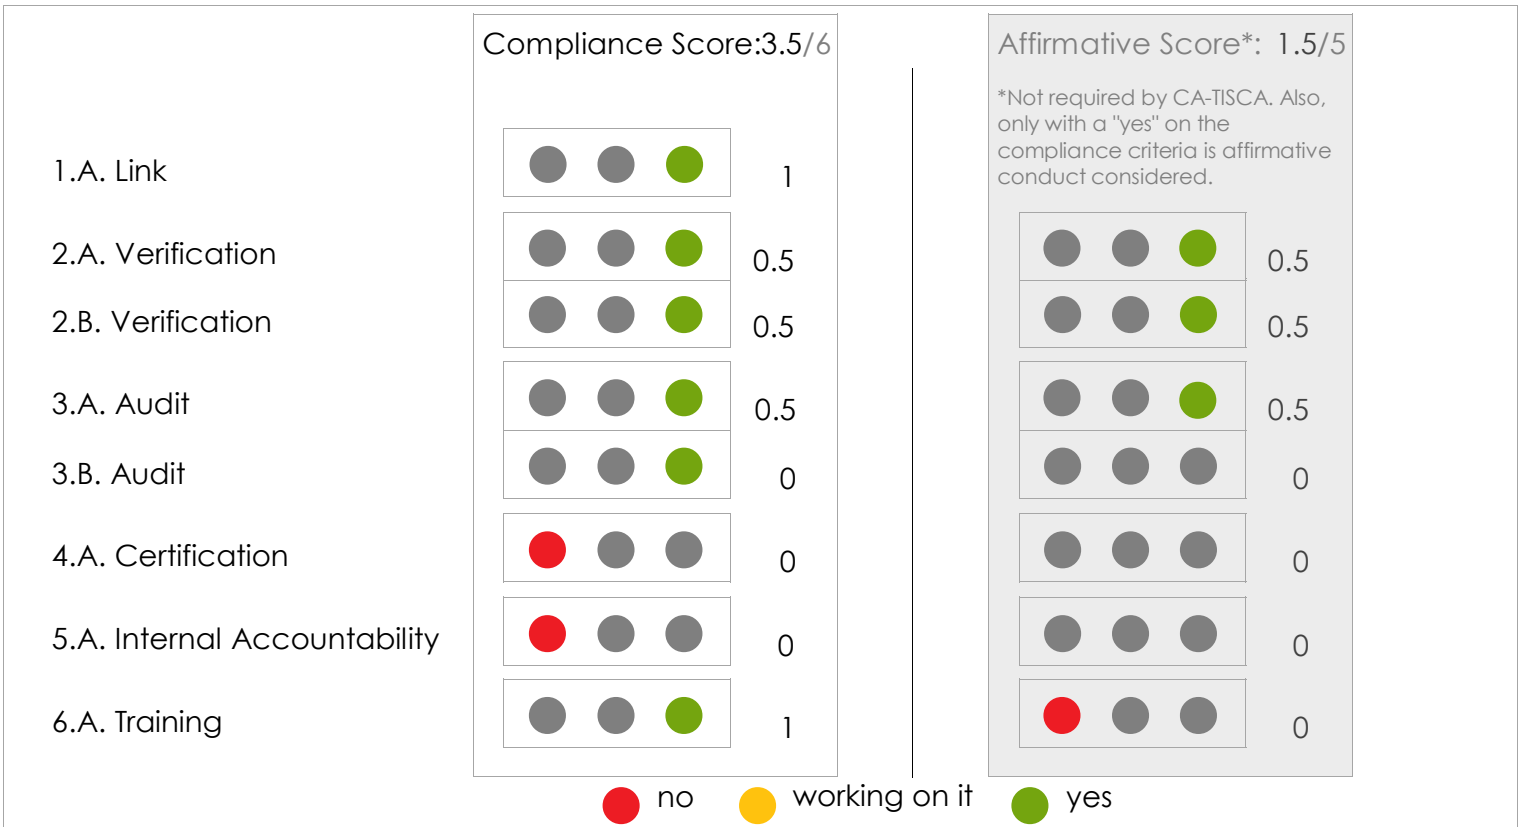 Compliance Score:3.5/6
Affirmative Score*: 1.5/5
*Not required by CA-TISCA. Also,
only with a "yes" on the
compliance criteria is affirmative
conduct considered.
1.A. Link 1
2.A. Verification 0.5 0.5
2.B. Verification 0.5 0.5
3.A. Audit 0.5 0.5
3.B. Audit 0 0
4.A. Certification 0 0
5.A. Internal Accountability 0 0
6.A. Training 1 0
no working on it yes